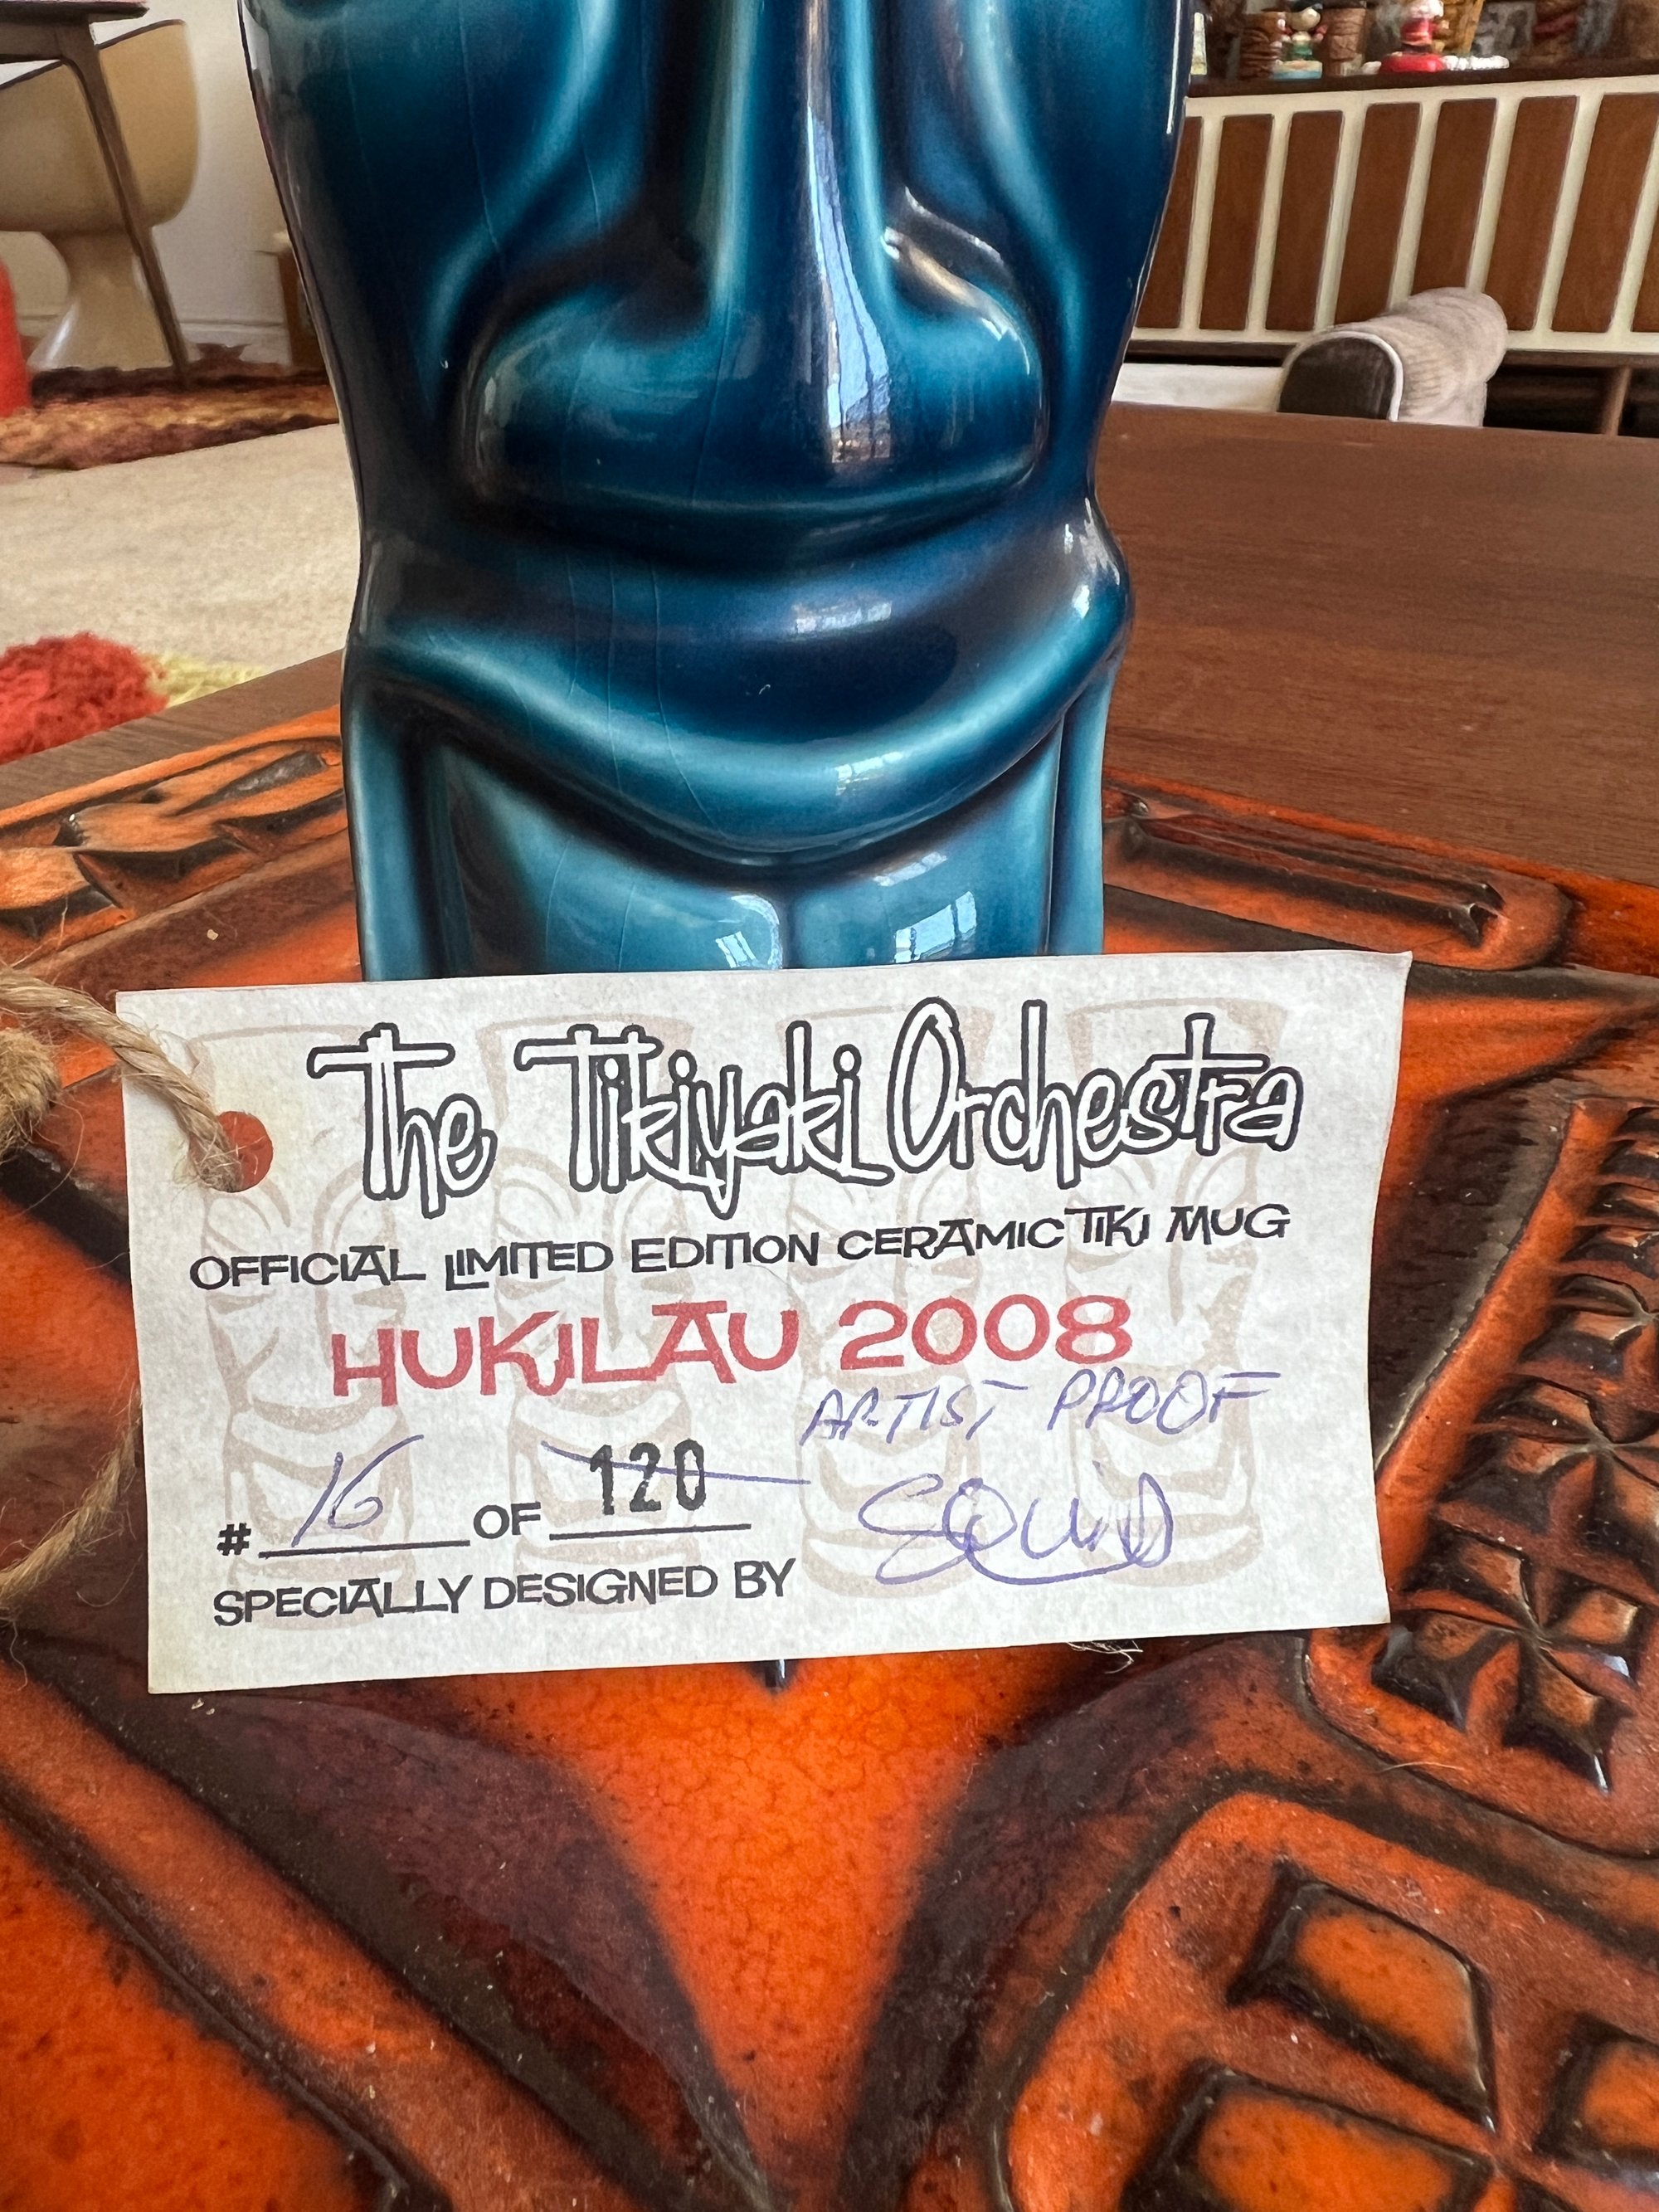 The Tikiyaki Orchestra
OFFICIAL LIMITED EDITION CERAMIC TIKI MUG
HUKILAU 2008
ARTIST PROOF
# 16 OF 120
SPECIALLY DESIGNED BY SQUID